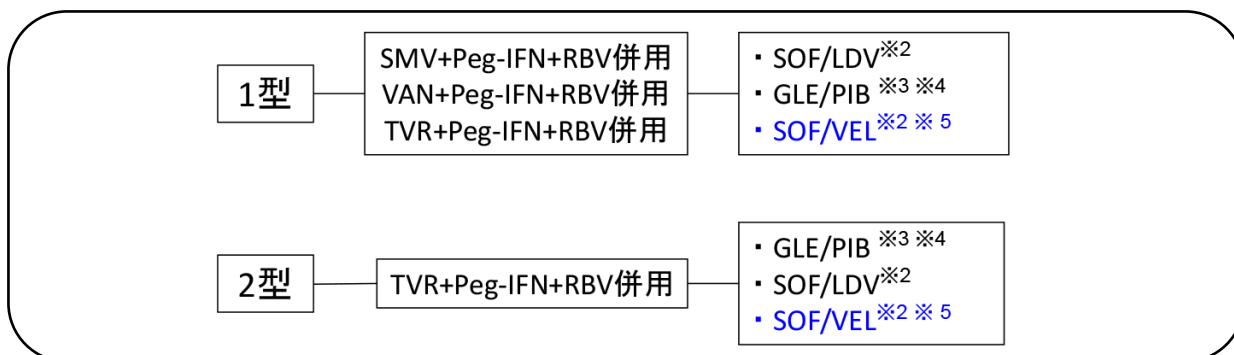 1型
SMV+Peg-IFN+RBV併用
VAN+Peg-IFN+RBV併用
TVR+Peg-IFN+RBV併用
・SOF/LDV※2
・GLE/PIB ※3 ※4
・SOF/VEL※2 ※ 5
2型
TVR+Peg-IFN+RBV併用
・GLE/PIB ※3 ※4
・SOF/LDV※2
・SOF/VEL※2 ※ 5